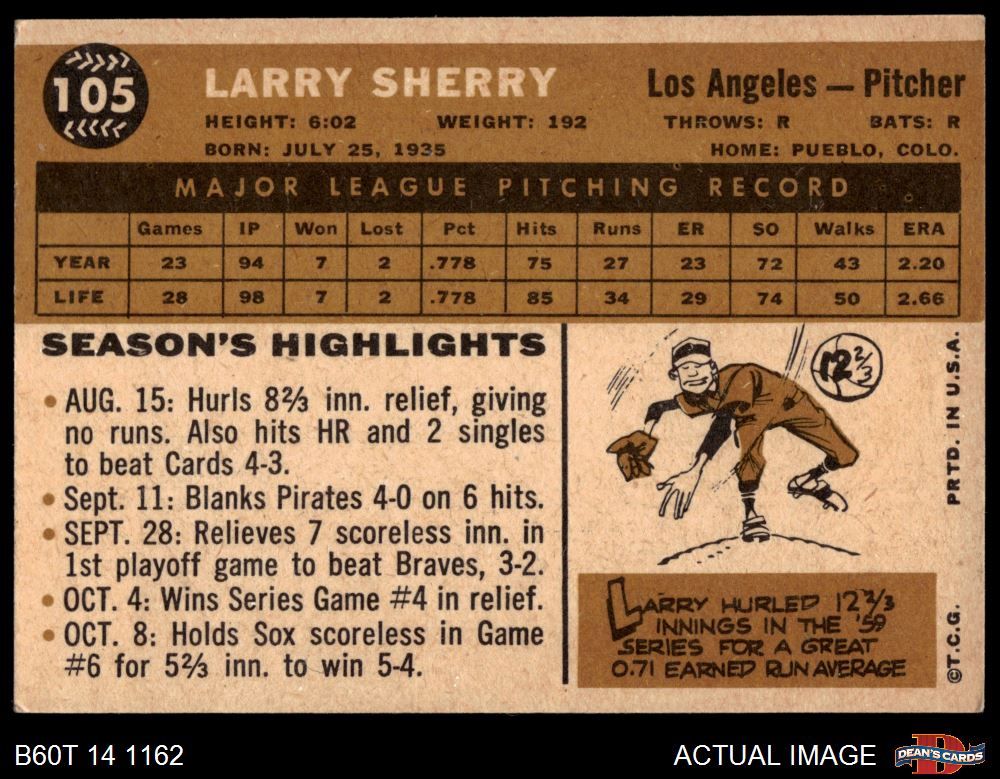 105
LARRY SHERRY
Los Angeles — Pitcher
HEIGHT: 6:02 WEIGHT: 192 THROWS: R BATS: R
BORN: JULY 25, 1935 HOME: PUEBLO, COLO.
MAJOR LEAGUE PITCHING RECORD
Games IP Won Lost Pct Hits Runs ER SO Walks ERA
YEAR 23 94 7 2 .778 75 27 23 72 43 2.20
LIFE 28 98 7 2 .778 85 34 29 74 50 2.66
SEASON'S HIGHLIGHTS
• AUG. 15: Hurls 8⅔ inn. relief, giving
no runs. Also hits HR and 2 singles
to beat Cards 4-3.
• Sept. 11: Blanks Pirates 4-0 on 6 hits.
• SEPT. 28: Relieves 7 scoreless inn. in
1st playoff game to beat Braves, 3-2.
• OCT. 4: Wins Series Game #4 in relief.
• OCT. 8: Holds Sox scoreless in Game
#6 for 5⅔ inn. to win 5-4.
12⅔
LARRY HURLED 12⅔
INNINGS IN THE '59
SERIES FOR A GREAT
0.71 EARNED RUN AVERAGE
©T.C.G. PRTD. IN U.S.A.
B60T 14 1162
ACTUAL IMAGE
DEAN'S CARDS